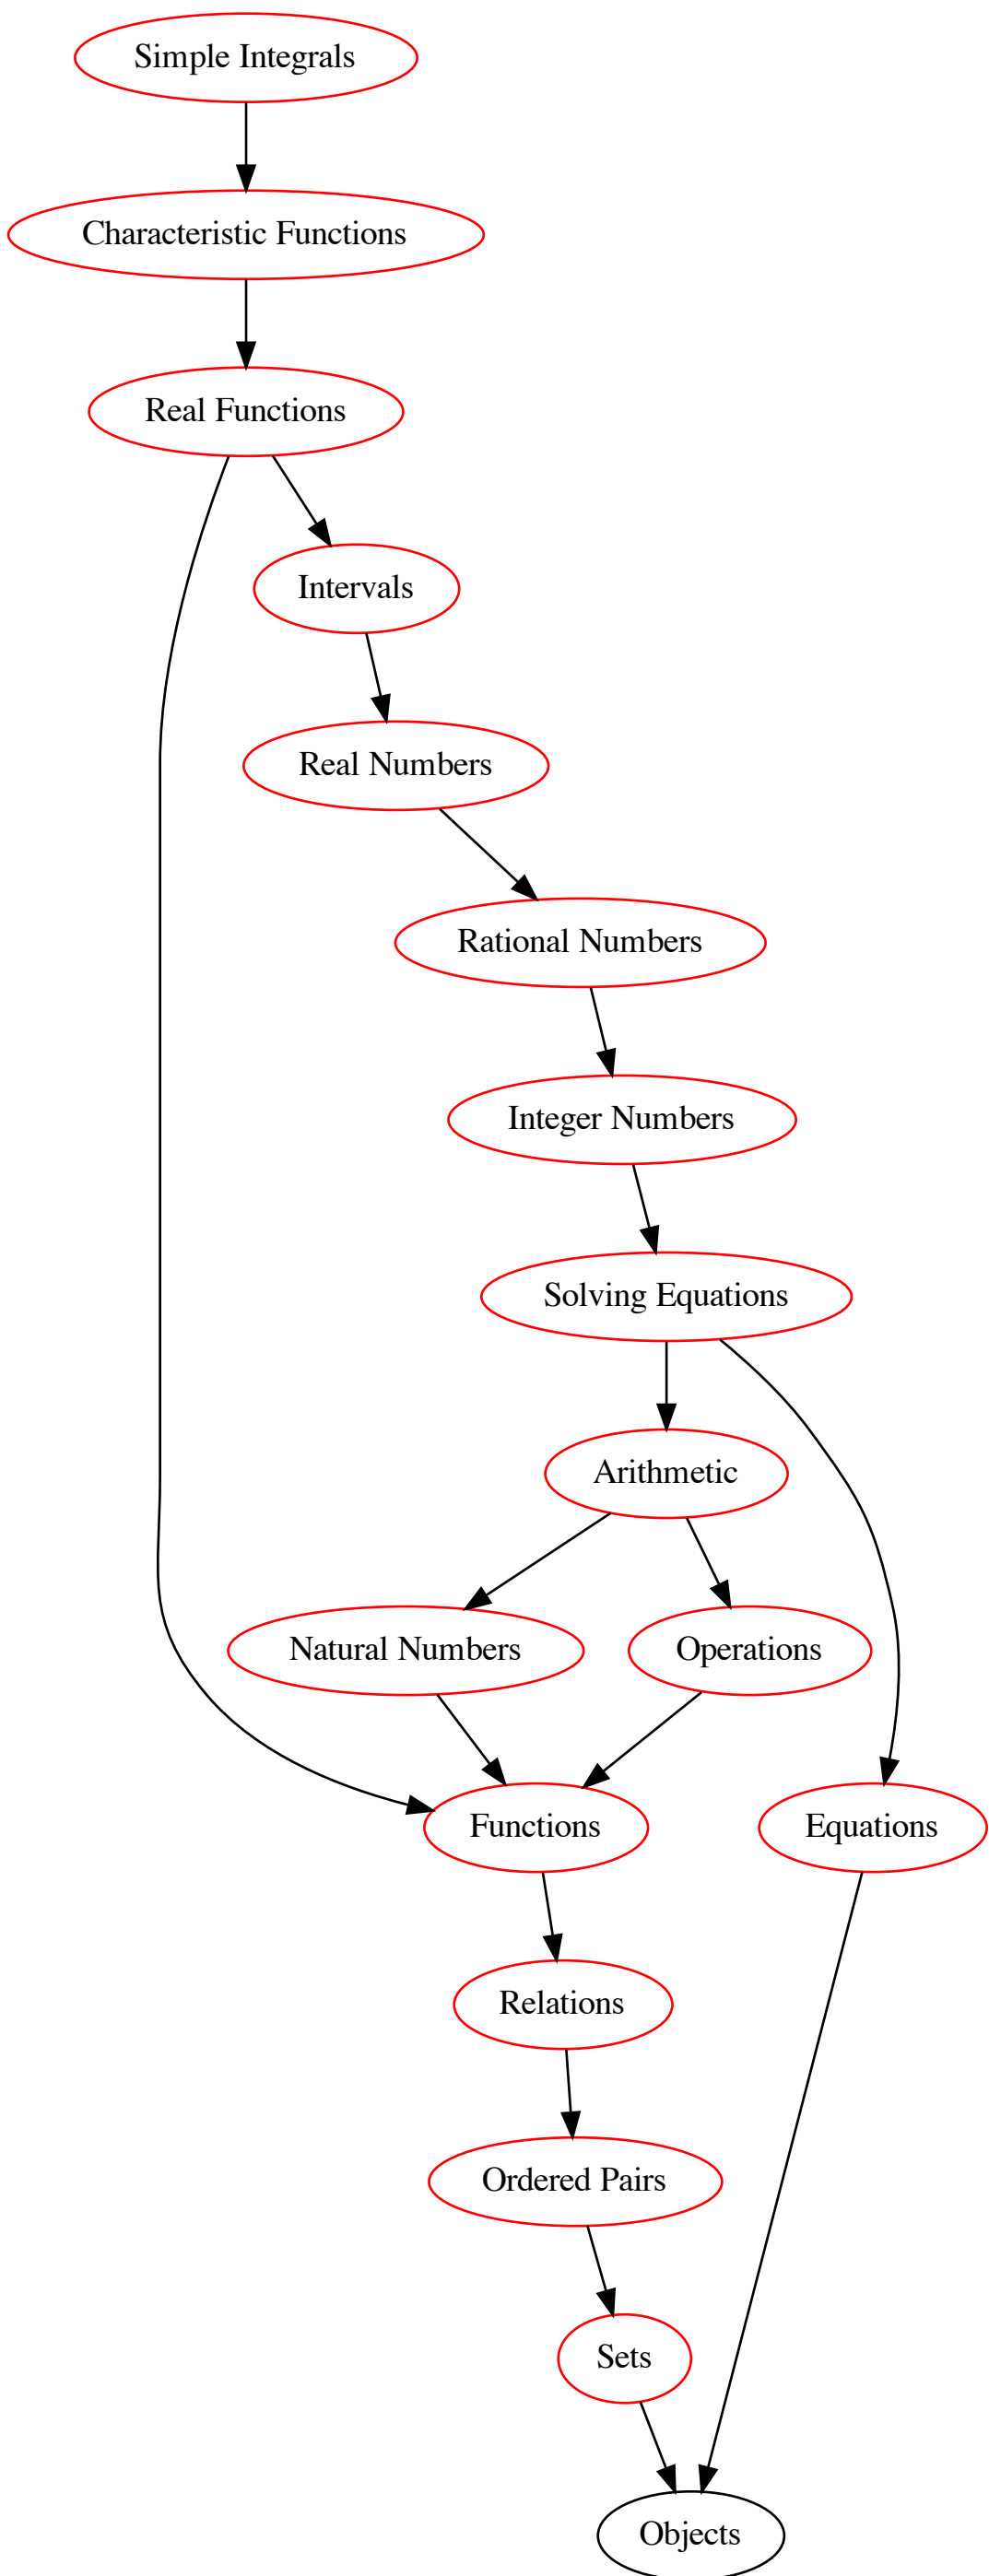 Simple Integrals
Characteristic Functions
Real Functions
Intervals
Real Numbers
Rational Numbers
Integer Numbers
Solving Equations
Arithmetic
Natural Numbers
Operations
Functions
Equations
Relations
Ordered Pairs
Sets
Objects